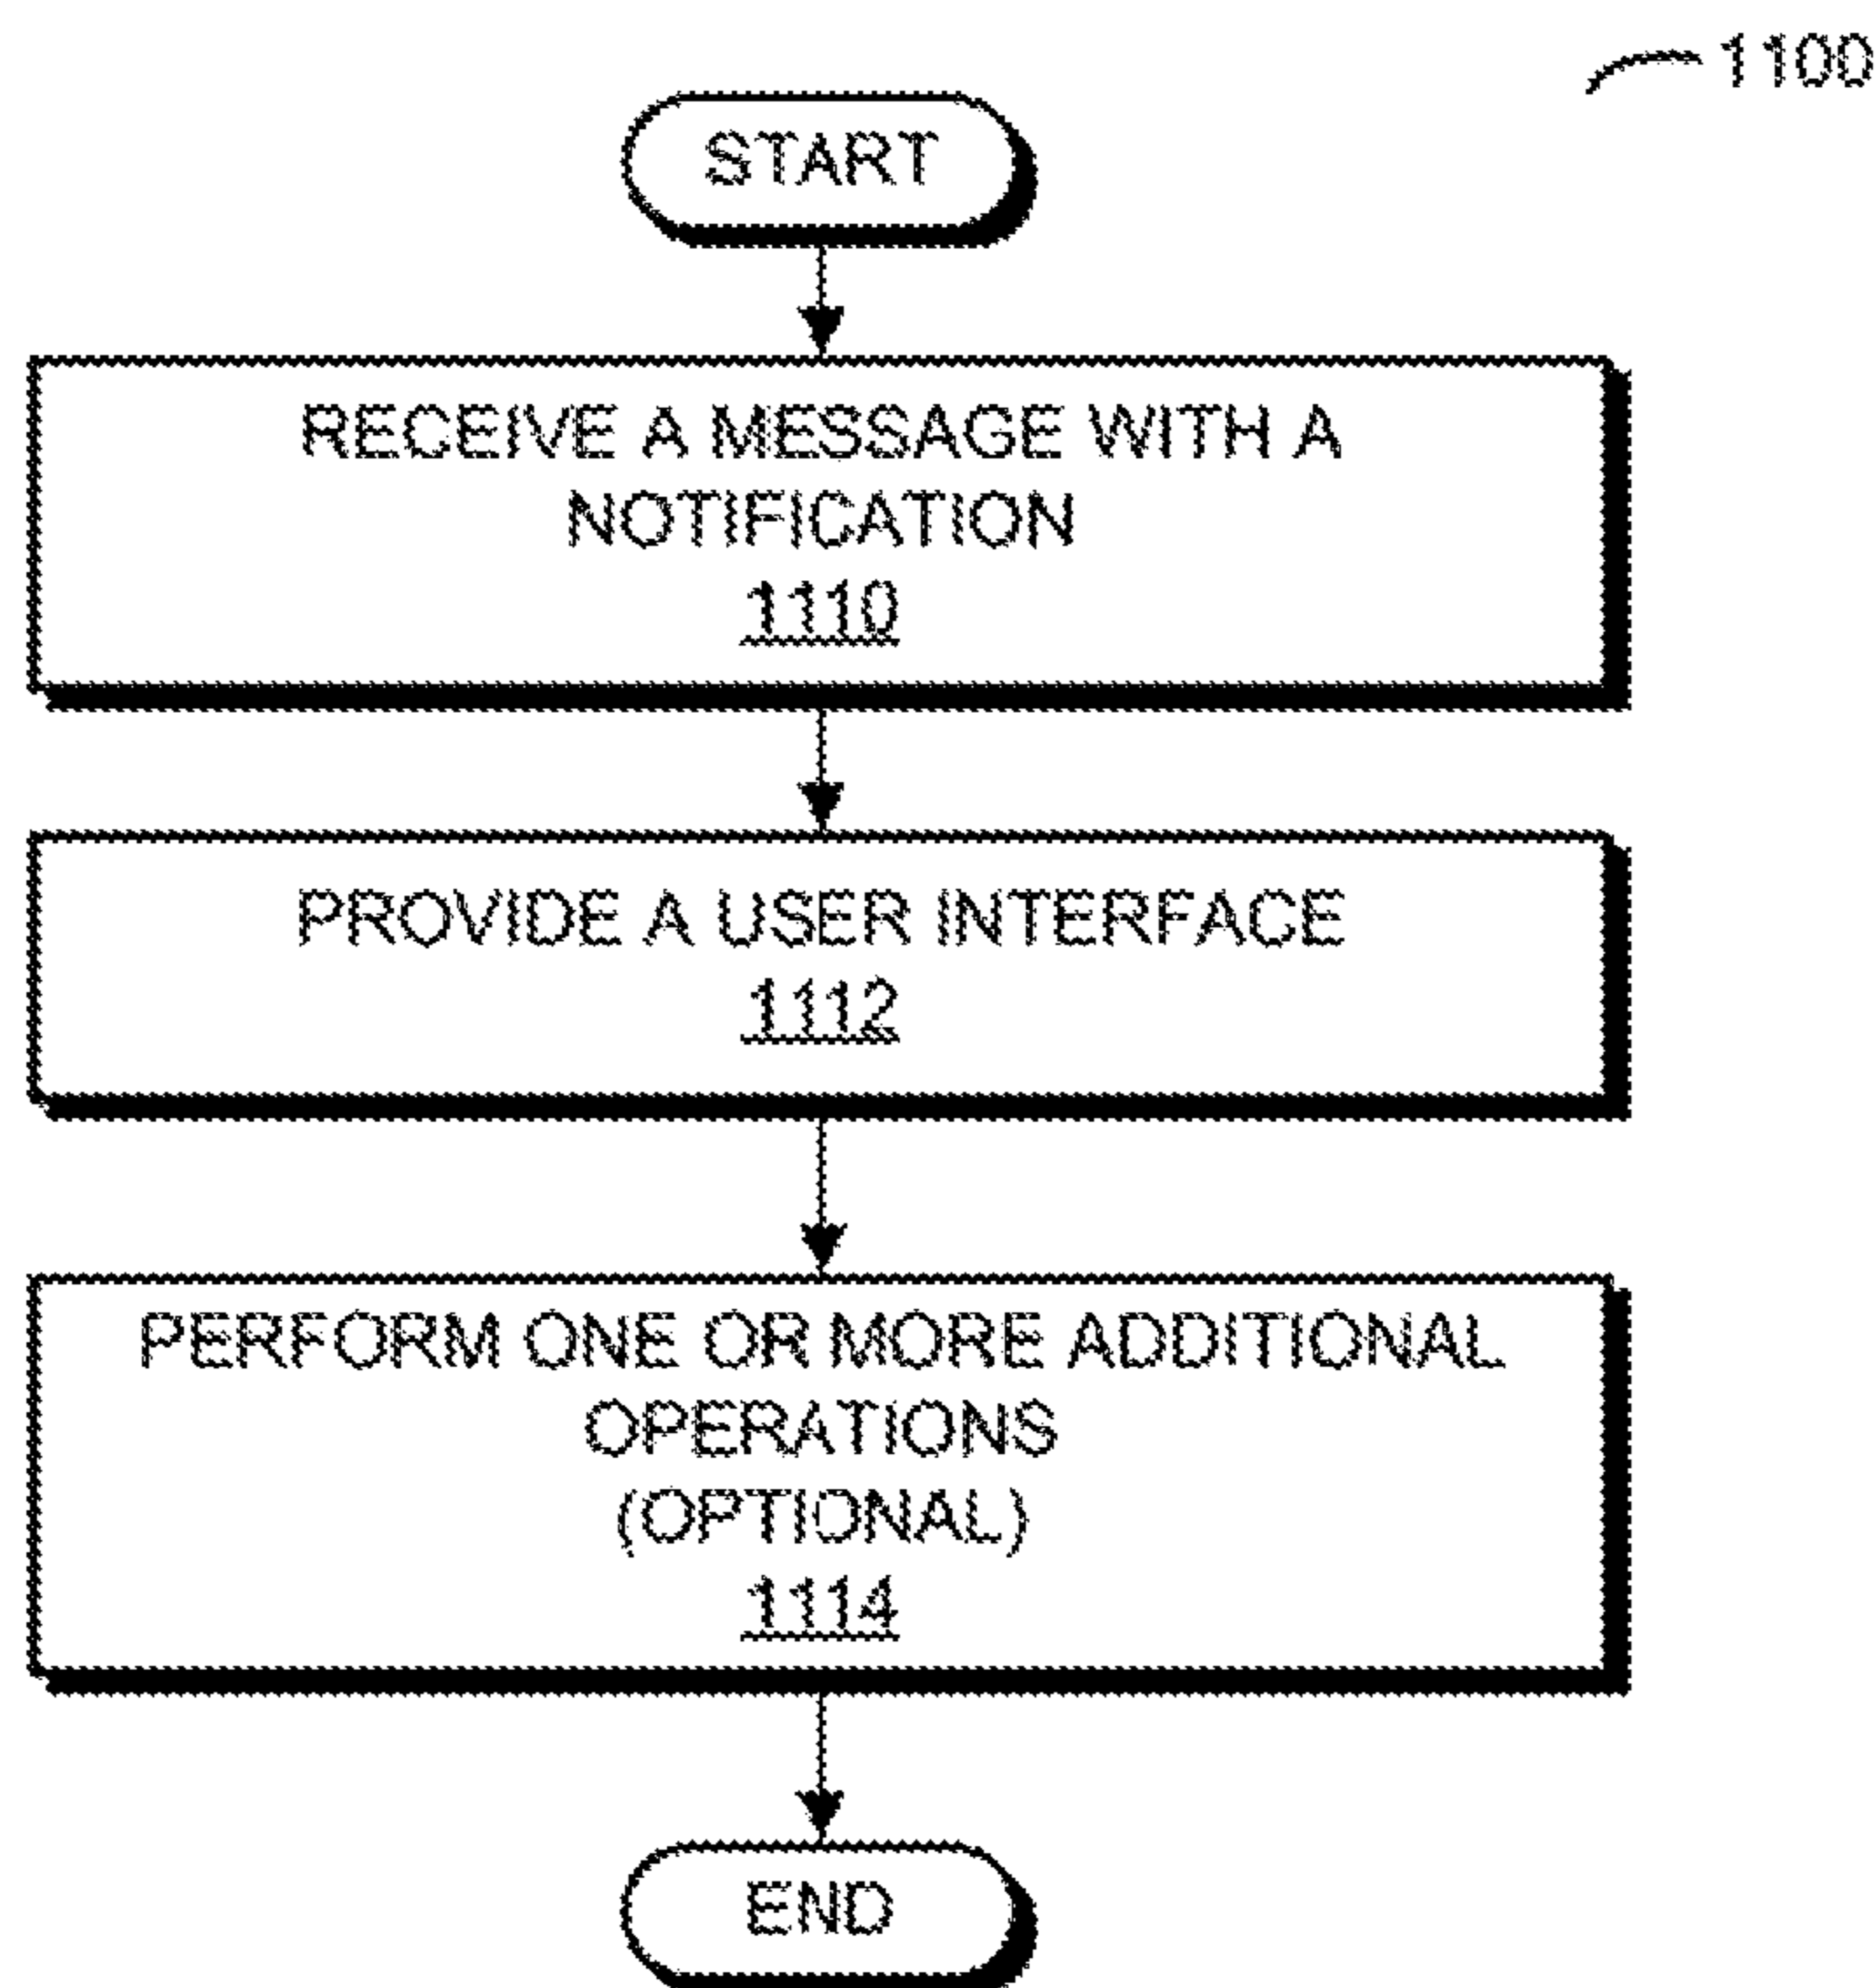 1100
START
RECEIVE A MESSAGE WITH A
NOTIFICATION
1110
PROVIDE A USER INTERFACE
1112
PERFORM ONE OR MORE ADDITIONAL
OPERATIONS
(OPTIONAL)
1114
END